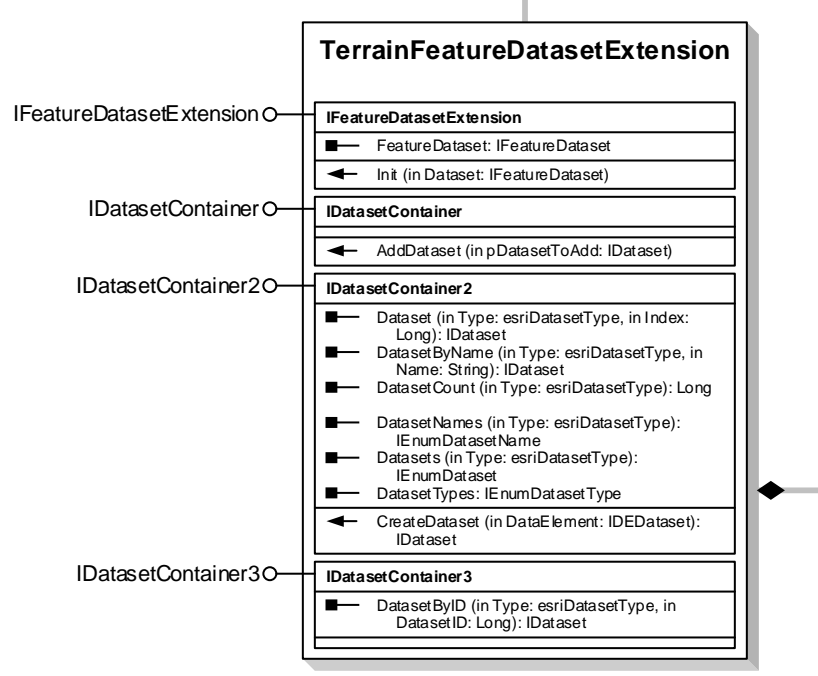 TerrainFeatureDatasetExtension
IFeatureDatasetExtension
IFeatureDatasetExtension
FeatureDataset: IFeatureDataset
Init (in Dataset: IFeatureDataset)
IDatasetContainer
IDatasetContainer
AddDataset (in pDatasetToAdd: IDataset)
IDatasetContainer2
IDatasetContainer2
Dataset (in Type: esriDatasetType, in Index:
Long): IDataset
DatasetByName (in Type: esriDatasetType, in
Name: String): IDataset
DatasetCount (in Type: esriDatasetType): Long
DatasetNames (in Type: esriDatasetType):
IEnumDatasetName
Datasets (in Type: esriDatasetType):
IEnumDataset
DatasetTypes: IEnumDatasetType
CreateDataset (in DataElement: IDEDataset):
IDataset
IDatasetContainer3
IDatasetContainer3
DatasetByID (in Type: esriDatasetType, in
DatasetID: Long): IDataset